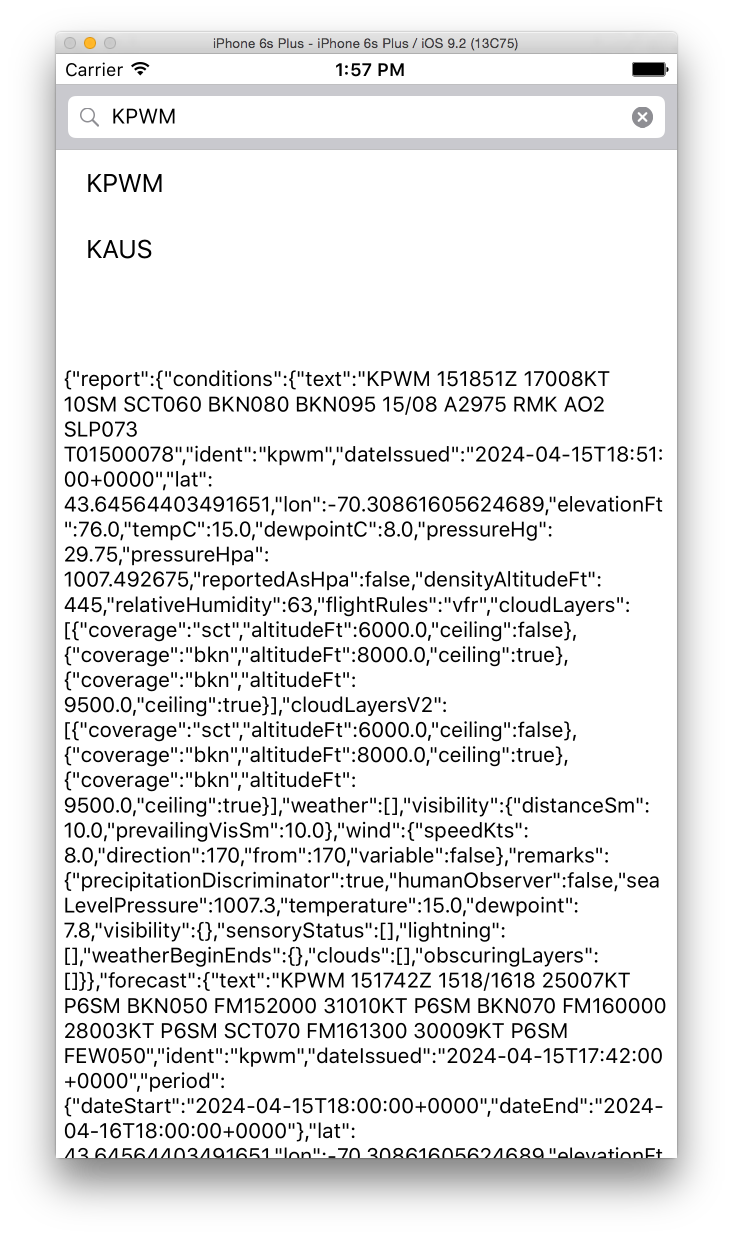 iPhone 6s Plus - iPhone 6s Plus / iOS 9.2 (13C75)
Carrier 1:57 PM
KPWM
KPWM
KAUS
{"report":{"conditions":{"text":"KPWM 151851Z 17008KT
10SM SCT060 BKN080 BKN095 15/08 A2975 RMK AO2
SLP073
T01500078","ident":"kpwm","dateIssued":"2024-04-15T18:51:
00+0000","lat":
43.64564403491651,"lon":-70.30861605624689,"elevationFt
":76.0,"tempC":15.0,"dewpointC":8.0,"pressureHg":
29.75,"pressureHpa":
1007.492675,"reportedAsHpa":false,"densityAltitudeFt":
445,"relativeHumidity":63,"flightRules":"vfr","cloudLayers":
[{"coverage":"sct","altitudeFt":6000.0,"ceiling":false},
{"coverage":"bkn","altitudeFt":8000.0,"ceiling":true},
{"coverage":"bkn","altitudeFt":
9500.0,"ceiling":true}],"cloudLayersV2":
[{"coverage":"sct","altitudeFt":6000.0,"ceiling":false},
{"coverage":"bkn","altitudeFt":8000.0,"ceiling":true},
{"coverage":"bkn","altitudeFt":
9500.0,"ceiling":true}],"weather":[],"visibility":{"distanceSm":
10.0,"prevailingVisSm":10.0},"wind":{"speedKts":
8.0,"direction":170,"from":170,"variable":false},"remarks":
{"precipitationDiscriminator":true,"humanObserver":false,"sea
LevelPressure":1007.3,"temperature":15.0,"dewpoint":
7.8,"visibility":{},"sensoryStatus":[],"lightning":
[],"weatherBeginEnds":{},"clouds":[],"obscuringLayers":
[]}},"forecast":{"text":"KPWM 151742Z 1518/1618 25007KT
P6SM BKN050 FM152000 31010KT P6SM BKN070 FM160000
28003KT P6SM SCT070 FM161300 30009KT P6SM
FEW050","ident":"kpwm","dateIssued":"2024-04-15T17:42:00
+0000","period":
{"dateStart":"2024-04-15T18:00:00+0000","dateEnd":"2024-
04-16T18:00:00+0000"},"lat":
43.64564403491651,"lon":-70.30861605624689,"elevationFt